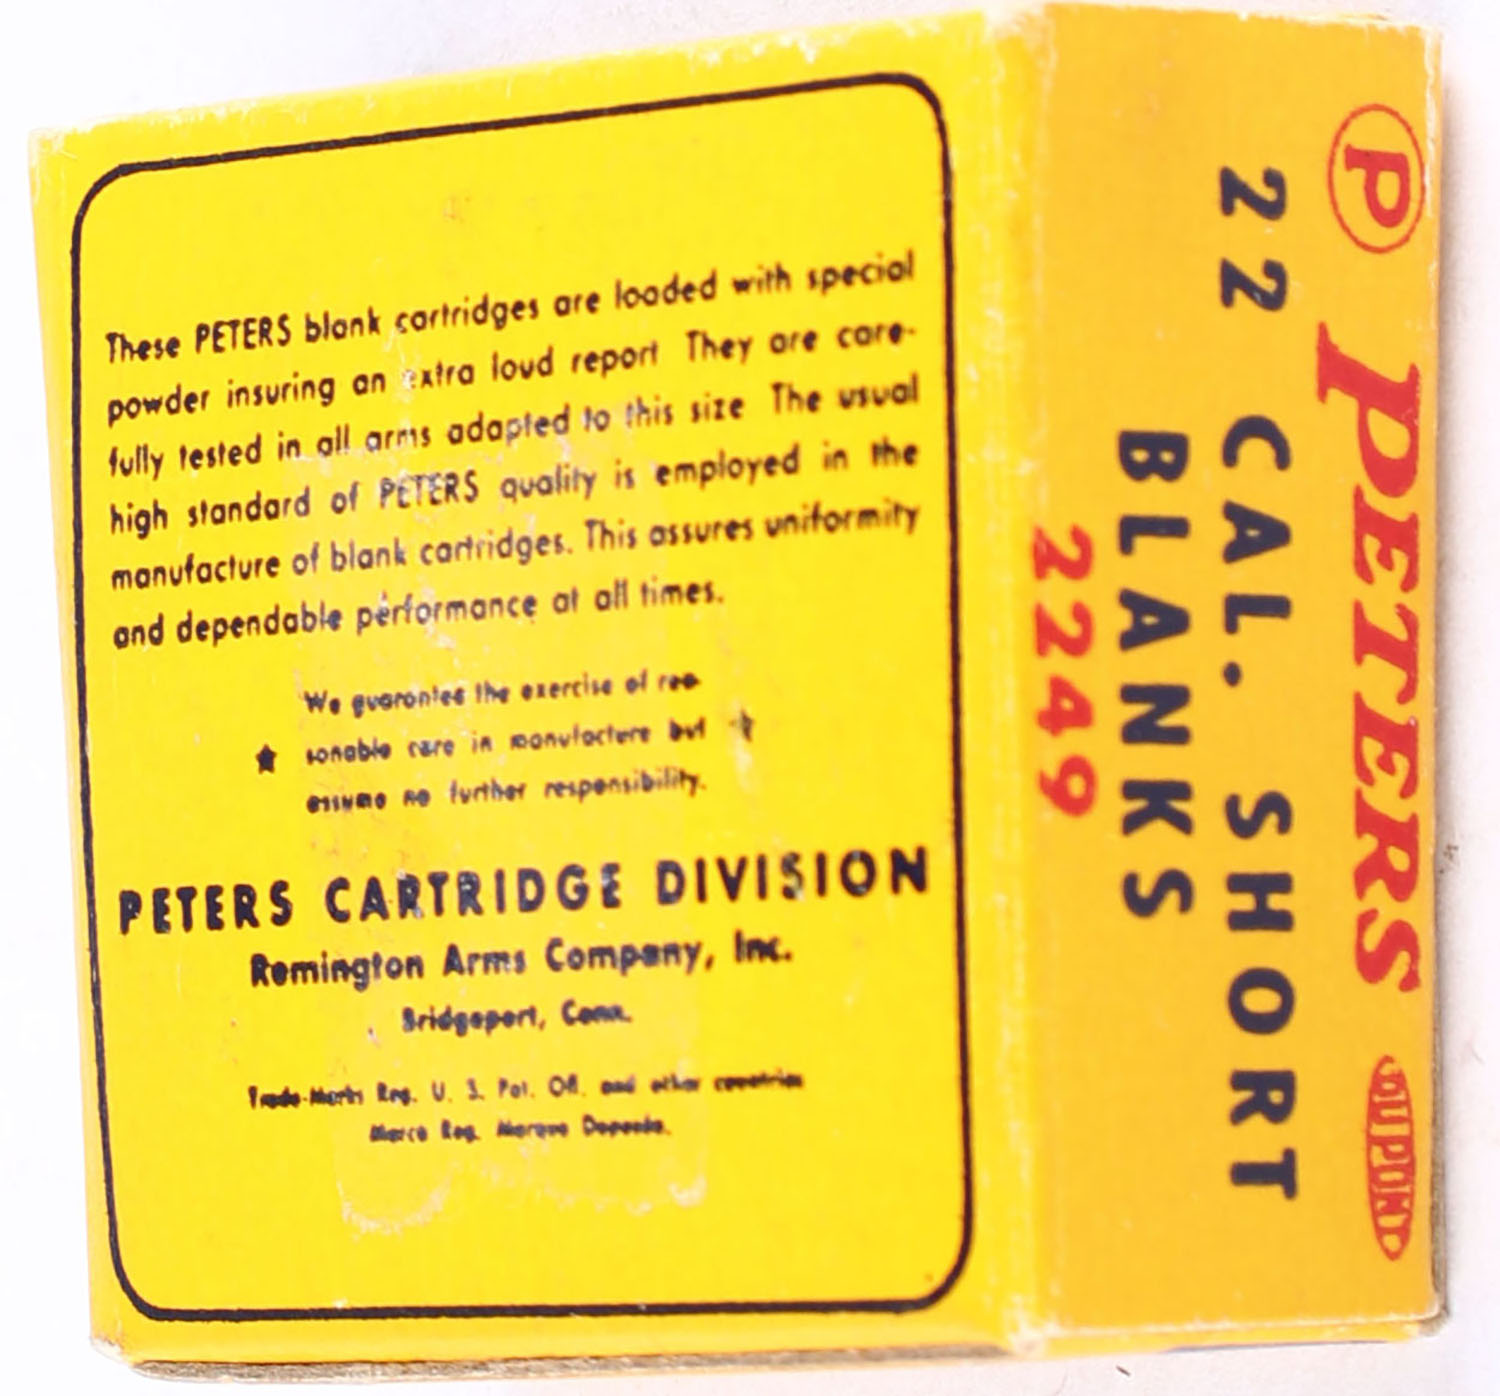 These PETERS blank cartridges are loaded with special
powder insuring an extra loud report They are care-
fully tested in all arms adapted to this size The usual
high standard of PETERS quality is employed in the
manufacture of blank cartridges. This assures uniformity
and dependable performance at all times.
We guarantee the exercise of rea-
★ sonable care in manufacture but ★
assume no further responsibility.
PETERS CARTRIDGE DIVISION
Remington Arms Company, Inc.
Bridgeport, Conn.
Trade-Marks Reg. U. S. Pat. Off. and other countries
Marca Reg. Marque Deposée.
P PETERS DUPONT
22 CAL. SHORT
BLANKS
2249